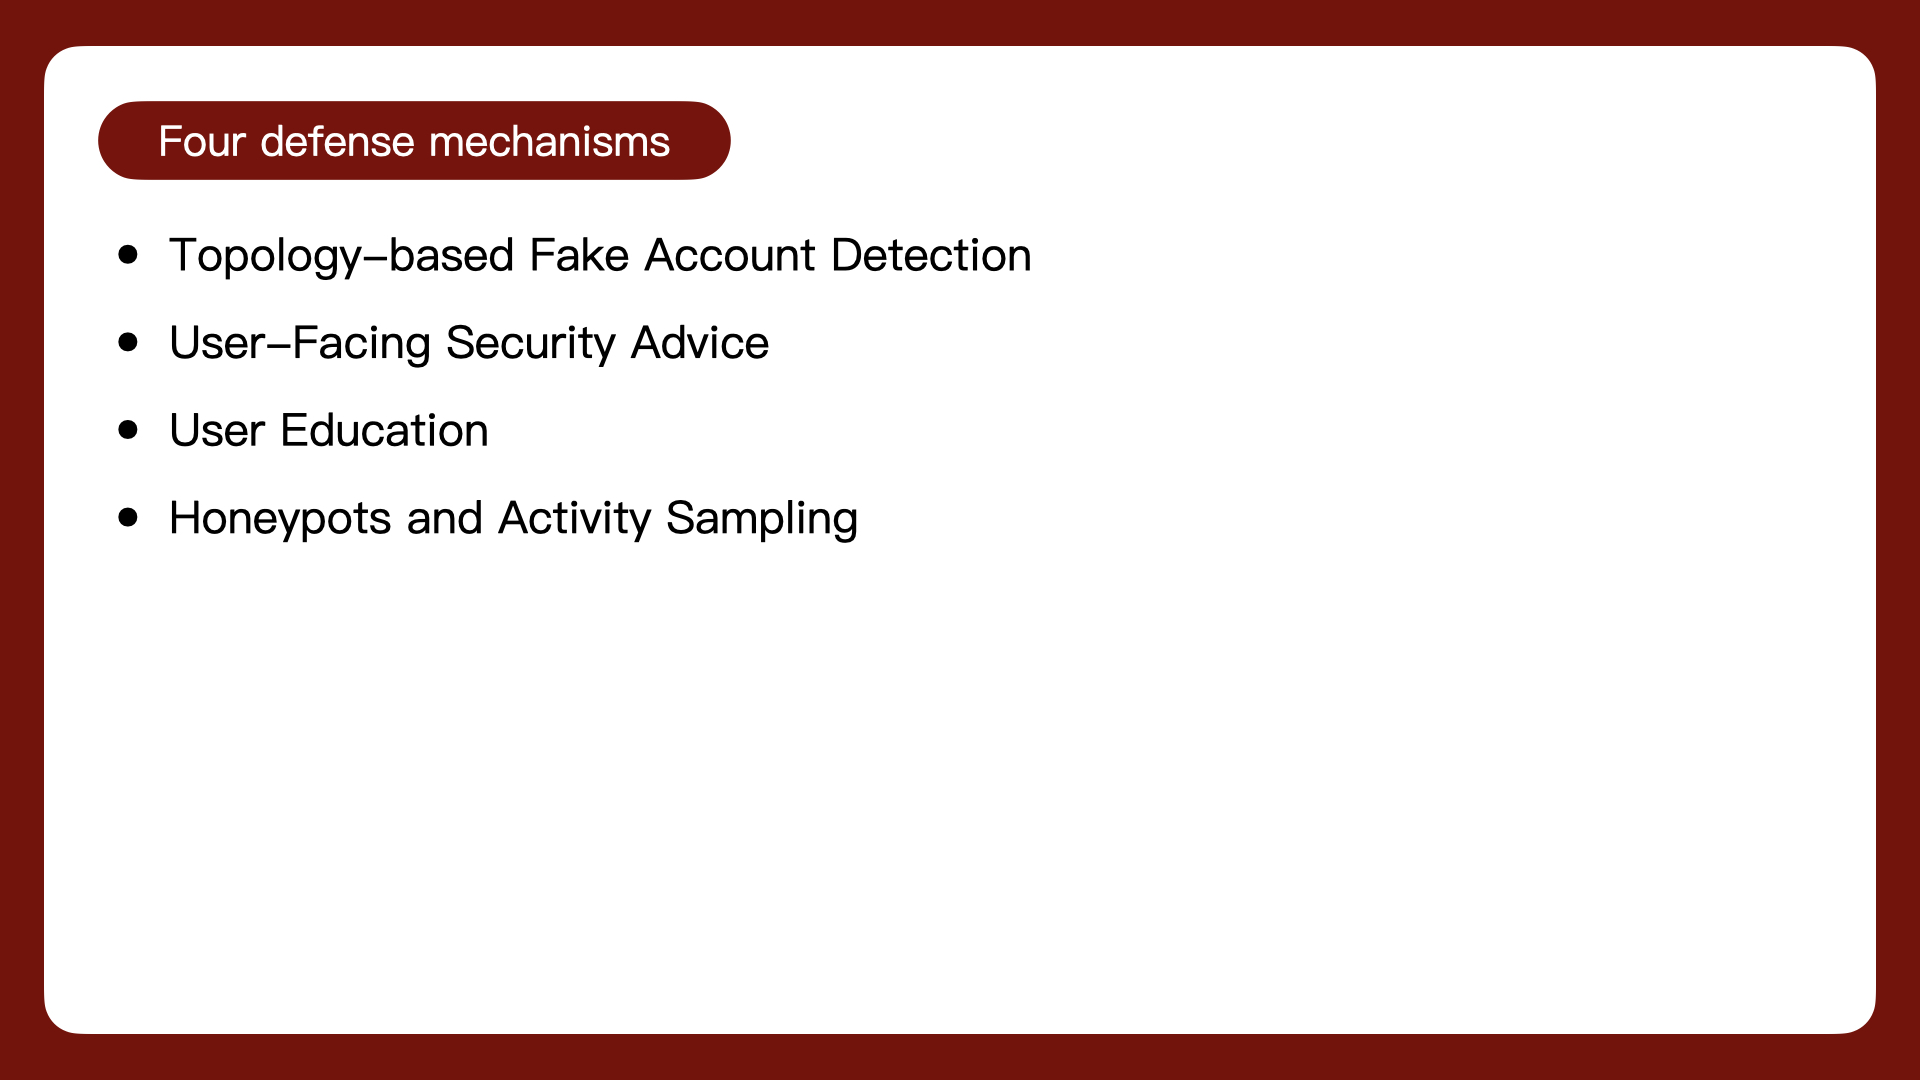 Four defense mechanisms
• Topology-based Fake Account Detection
• User-Facing Security Advice
• User Education
• Honeypots and Activity Sampling